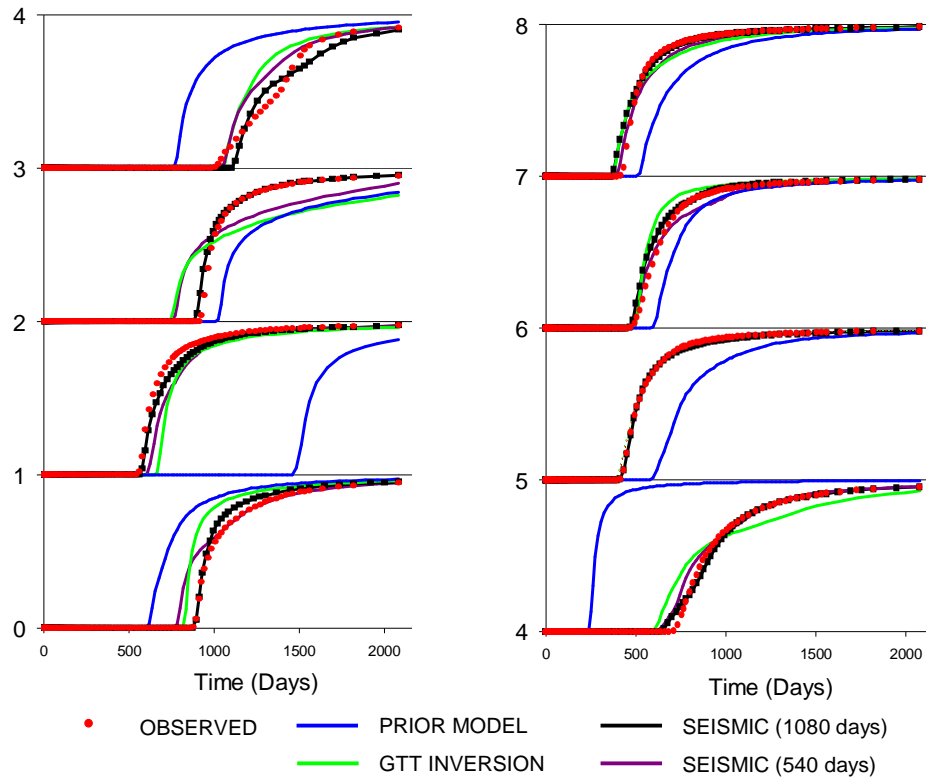 4
3
2
1
0
0 500 1000 1500 2000
Time (Days)
8
7
6
5
4
0 500 1000 1500 2000
Time (Days)
OBSERVED PRIOR MODEL SEISMIC (1080 days)
GTT INVERSION SEISMIC (540 days)